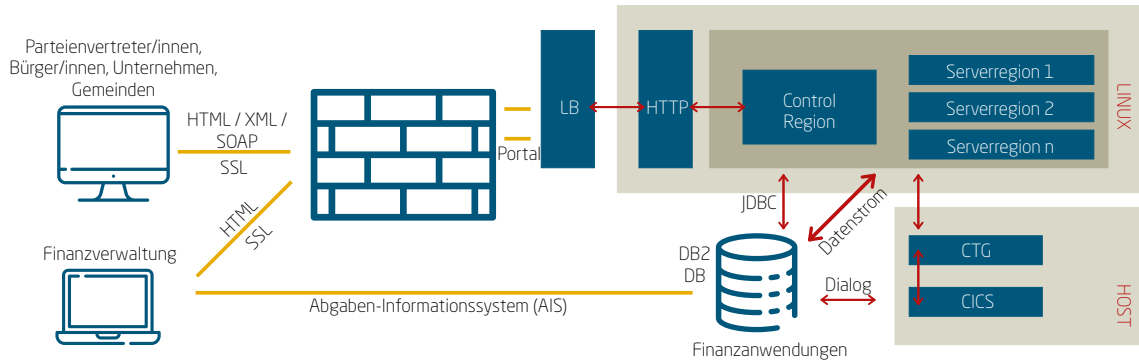 Parteienvertreter/innen,
Bürger/innen, Unternehmen,
Gemeinden
HTML / XML /
SOAP
SSL
HTML
SSL
Finanzverwaltung
Abgaben-Informationssystem (AIS)
Portal
LB
HTTP
Control
Region
Serverregion 1
Serverregion 2
Serverregion n
LINUX
JDBC
Datenstrom
DB2
DB
Dialog
Finanzanwendungen
CTG
CICS
HOST